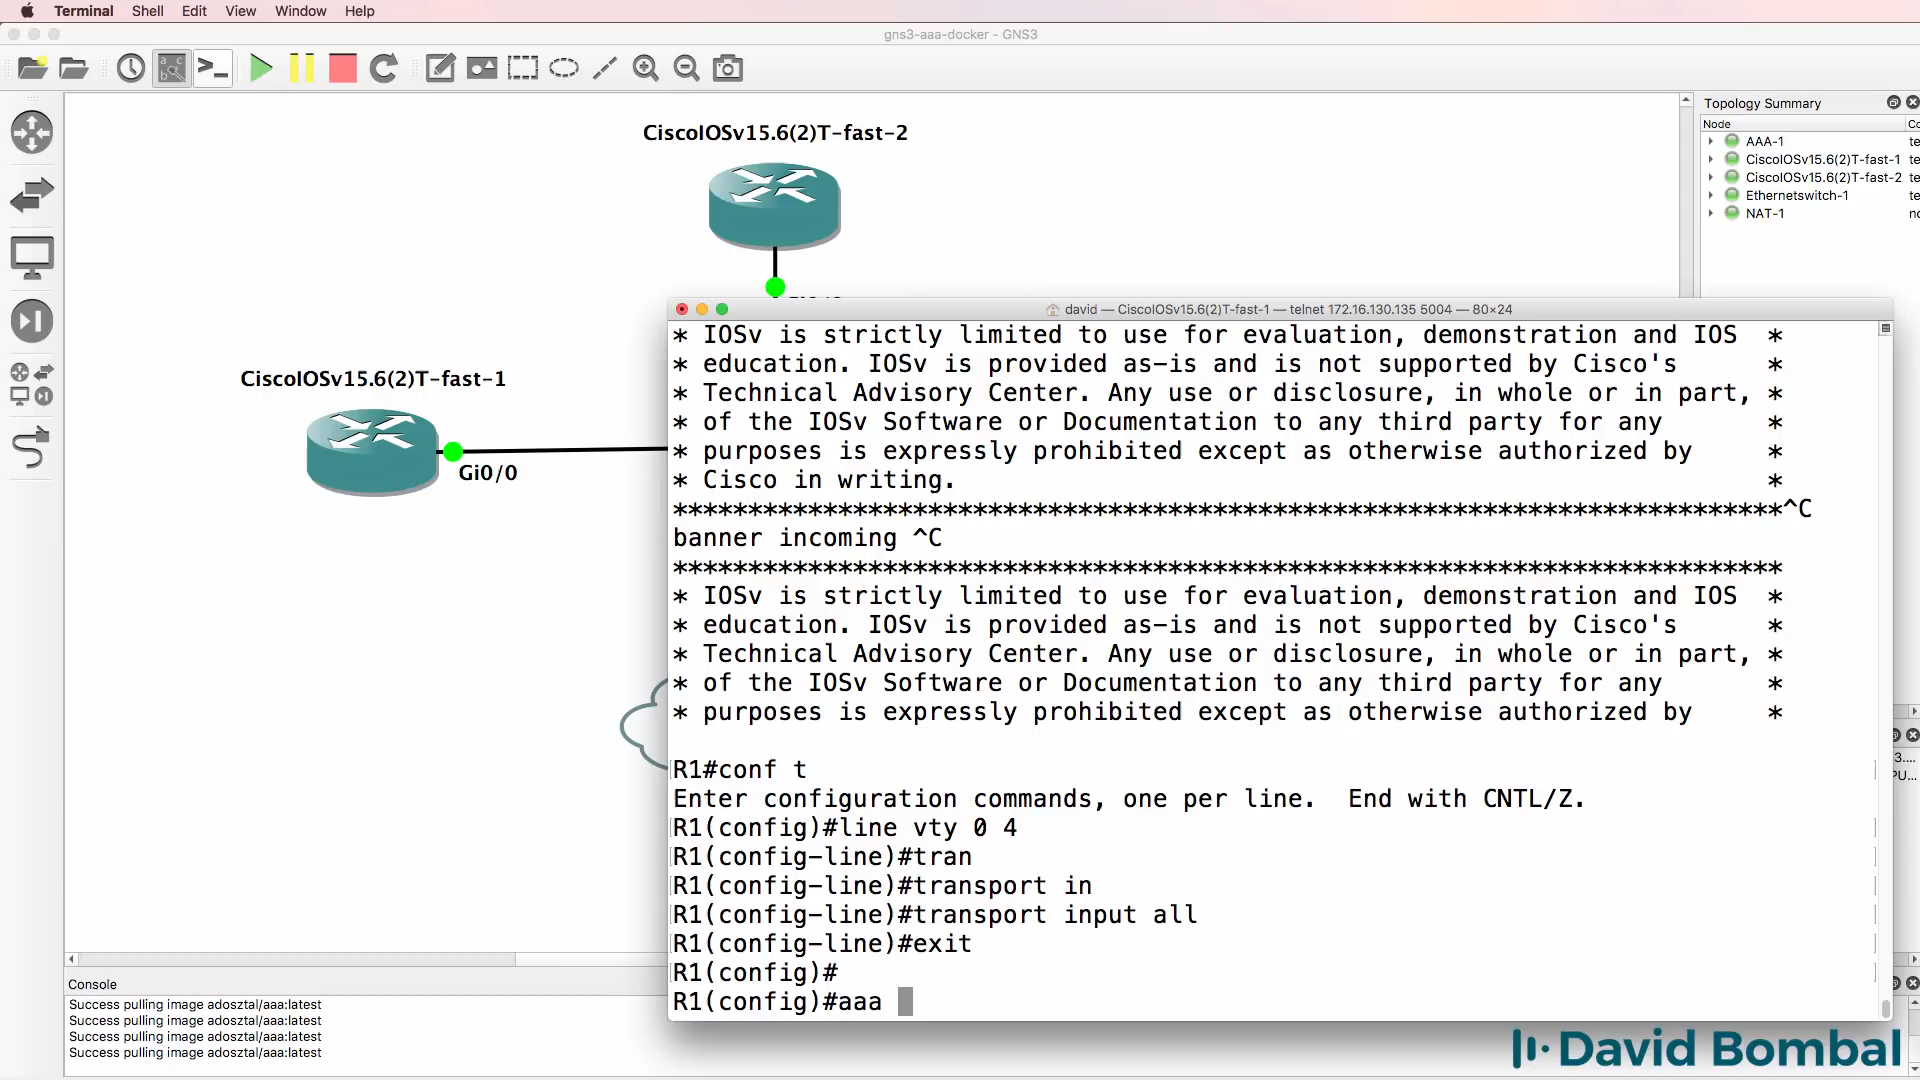 Terminal Shell Edit View Window Help
gns3-aaa-docker - GNS3
CiscoIOSv15.6(2)T-fast-2
CiscoIOSv15.6(2)T-fast-1
Gi0/0
Topology Summary
Node Co
AAA-1 te
CiscoIOSv15.6(2)T-fast-1 te
CiscoIOSv15.6(2)T-fast-2 te
Ethernetswitch-1 te
NAT-1 no
david — CiscoIOSv15.6(2)T-fast-1 — telnet 172.16.130.135 5004 — 80×24
* IOSv is strictly limited to use for evaluation, demonstration and IOS *
* education. IOSv is provided as-is and is not supported by Cisco's *
* Technical Advisory Center. Any use or disclosure, in whole or in part, *
* of the IOSv Software or Documentation to any third party for any *
* purposes is expressly prohibited except as otherwise authorized by *
* Cisco in writing. *
**************************************************************************^C
banner incoming ^C
**************************************************************************
* IOSv is strictly limited to use for evaluation, demonstration and IOS *
* education. IOSv is provided as-is and is not supported by Cisco's *
* Technical Advisory Center. Any use or disclosure, in whole or in part, *
* of the IOSv Software or Documentation to any third party for any *
* purposes is expressly prohibited except as otherwise authorized by *
R1#conf t
Enter configuration commands, one per line. End with CNTL/Z.
R1(config)#line vty 0 4
R1(config-line)#tran
R1(config-line)#transport in
R1(config-line)#transport input all
R1(config-line)#exit
R1(config)#
R1(config)#aaa
3....
PU...
Console
Success pulling image adosztal/aaa:latest
Success pulling image adosztal/aaa:latest
Success pulling image adosztal/aaa:latest
Success pulling image adosztal/aaa:latest
David Bombal